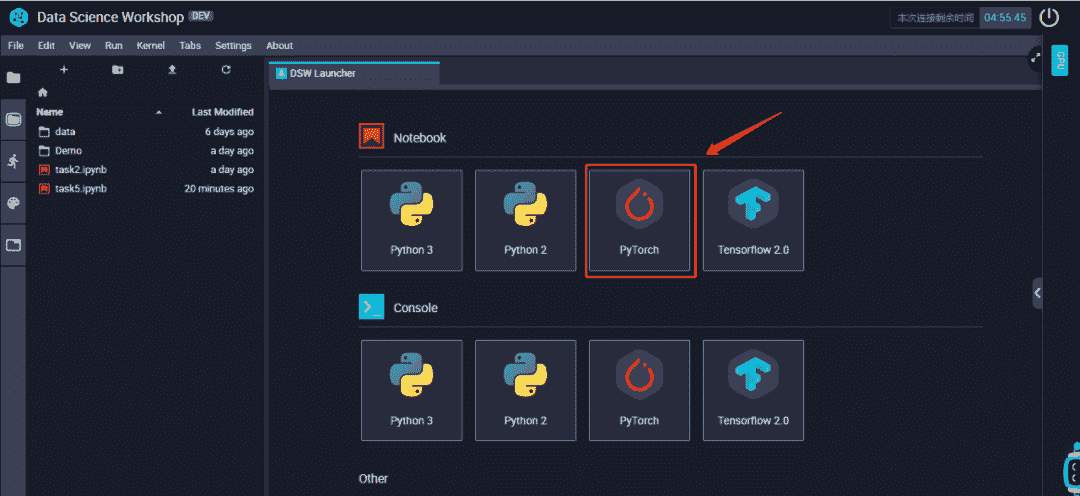 Data Science Workshop DEV
本次连接剩余时间 04:55:45
File Edit View Run Kernel Tabs Settings About
GPU
DSW Launcher
Name Last Modified
data 6 days ago
Demo a day ago
task2.ipynb a day ago
task5.ipynb 20 minutes ago
Notebook
Python 3 Python 2 PyTorch Tensorflow 2.0
Console
Python 3 Python 2 PyTorch Tensorflow 2.0
Other